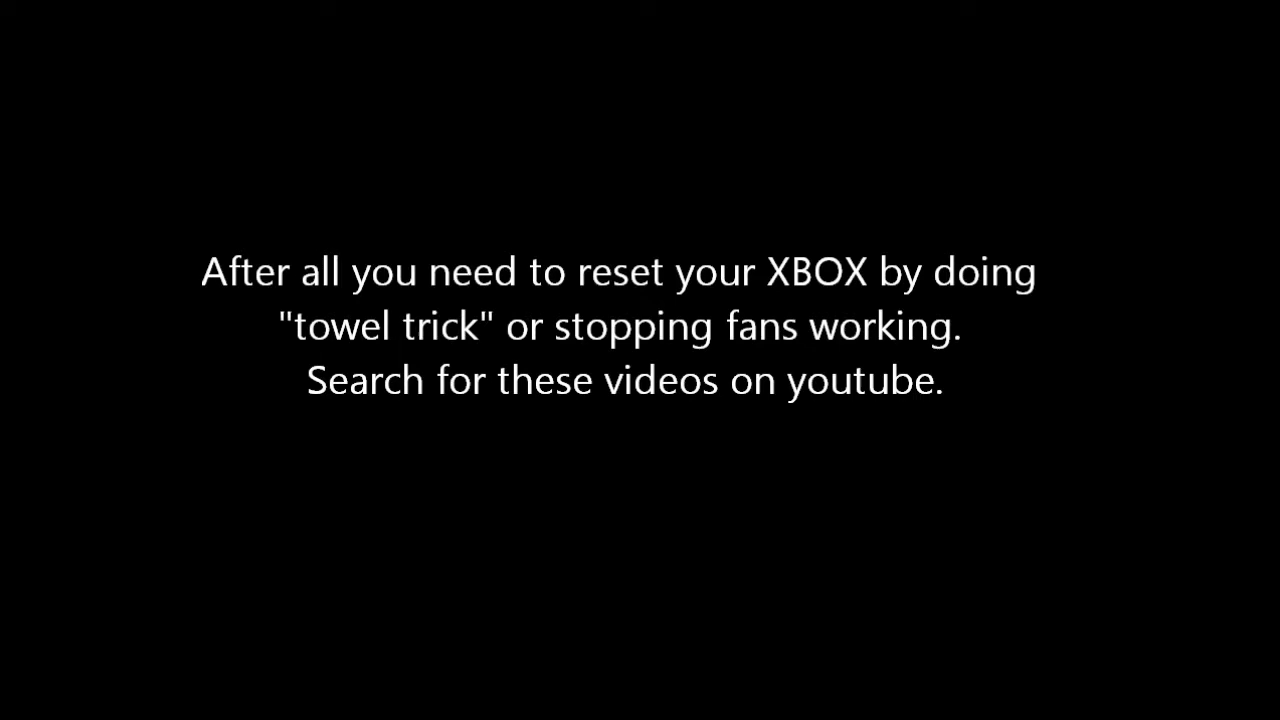 After all you need to reset your XBOX by doing
"towel trick" or stopping fans working.
Search for these videos on youtube.